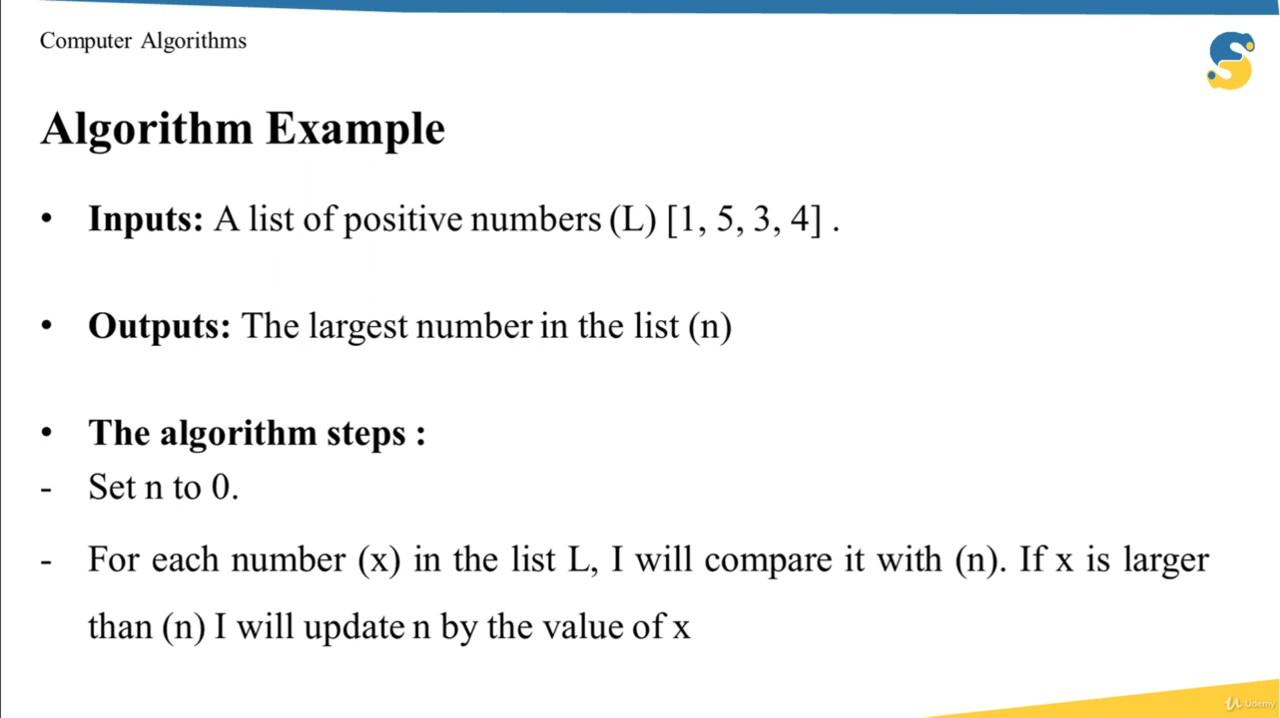 Computer Algorithms
Algorithm Example
• Inputs: A list of positive numbers (L) [1, 5, 3, 4] .
• Outputs: The largest number in the list (n)
• The algorithm steps :
- Set n to 0.
- For each number (x) in the list L, I will compare it with (n). If x is larger
than (n) I will update n by the value of x
Udemy